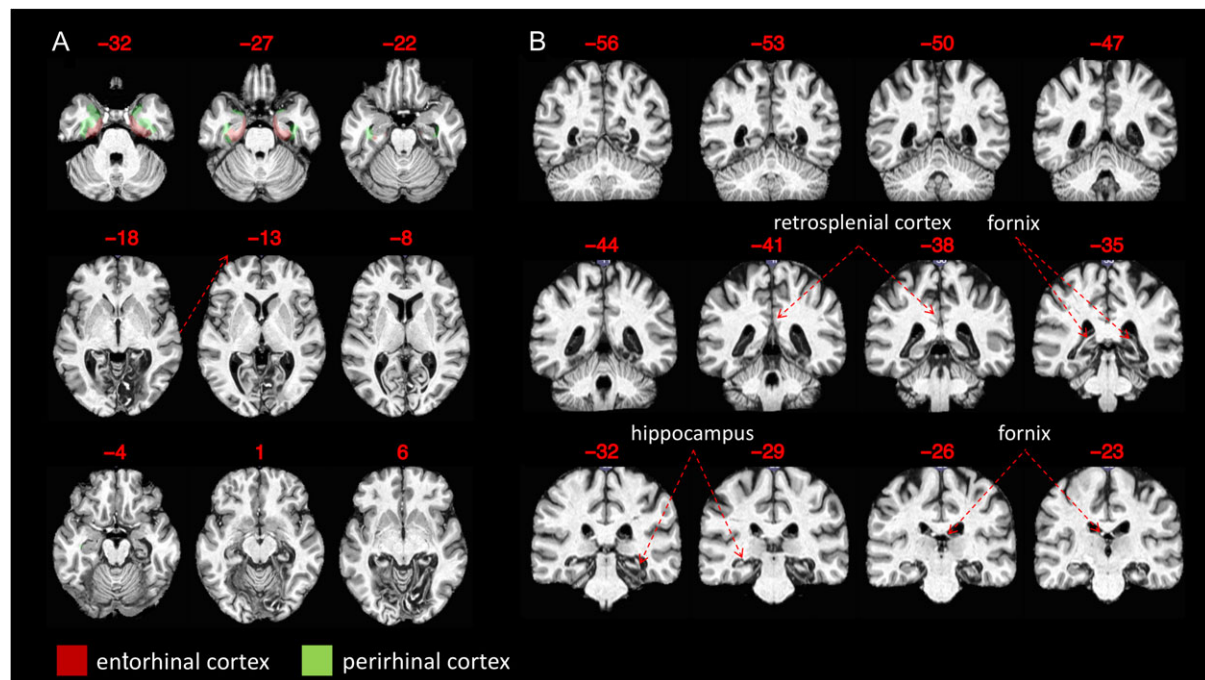 A
-32 -27 -22
-18 -13 -8
-4 1 6
entorhinal cortex perirhinal cortex
B
-56 -53 -50 -47
retrosplenial cortex fornix
-44 -41 -38 -35
hippocampus fornix
-32 -29 -26 -23